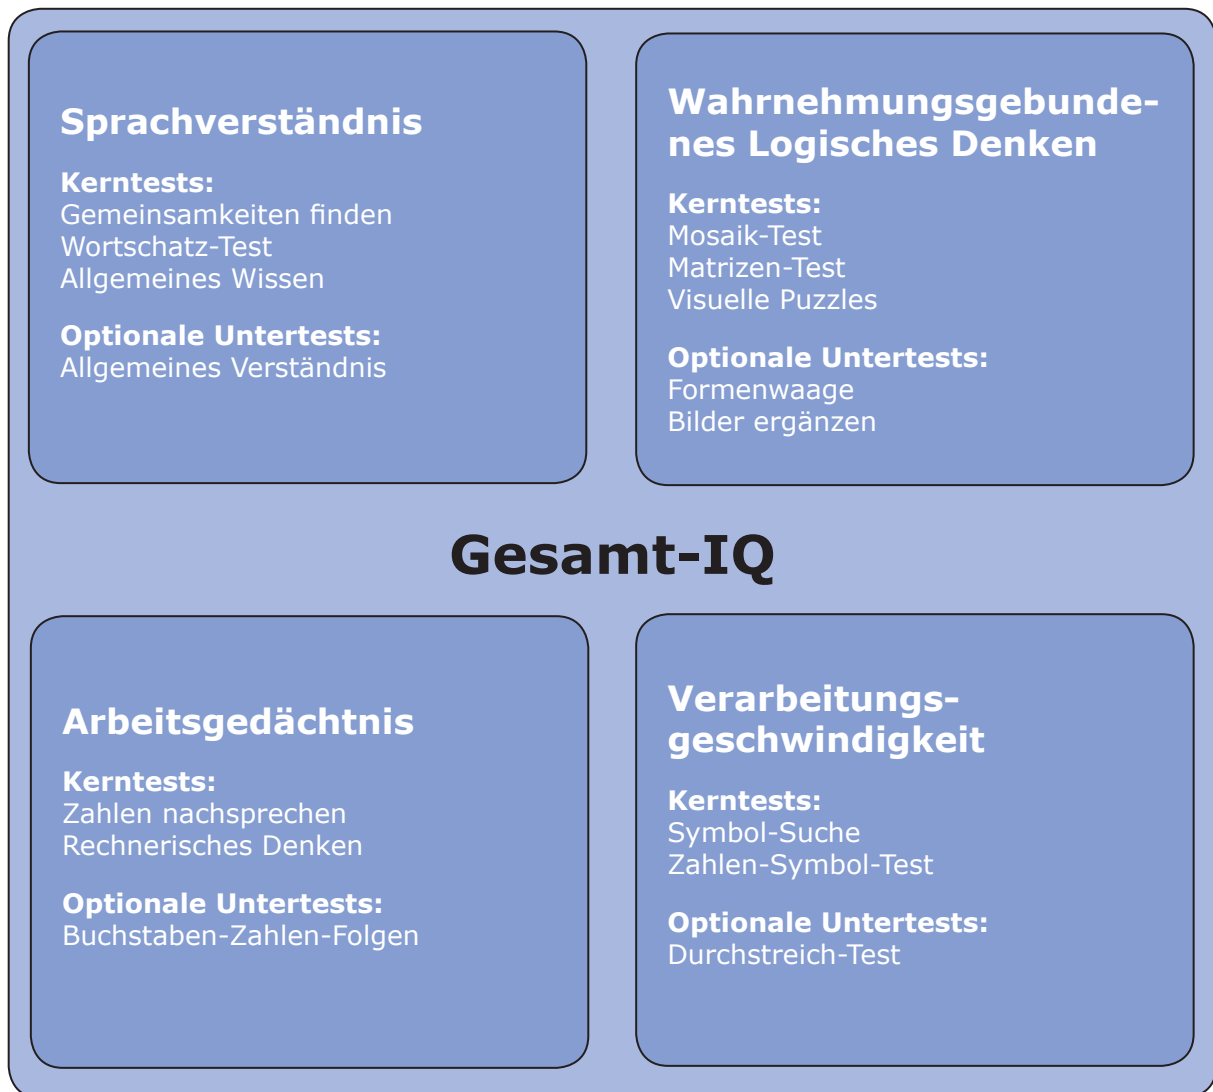 Sprachverständnis
Kerntests:
Gemeinsamkeiten finden
Wortschatz-Test
Allgemeines Wissen
Optionale Untertests:
Allgemeines Verständnis
Wahrnehmungsgebunde-
nes Logisches Denken
Kerntests:
Mosaik-Test
Matrizen-Test
Visuelle Puzzles
Optionale Untertests:
Formenwaage
Bilder ergänzen
Gesamt-IQ
Arbeitsgedächtnis
Kerntests:
Zahlen nachsprechen
Rechnerisches Denken
Optionale Untertests:
Buchstaben-Zahlen-Folgen
Verarbeitungs-
geschwindigkeit
Kerntests:
Symbol-Suche
Zahlen-Symbol-Test
Optionale Untertests:
Durchstreich-Test